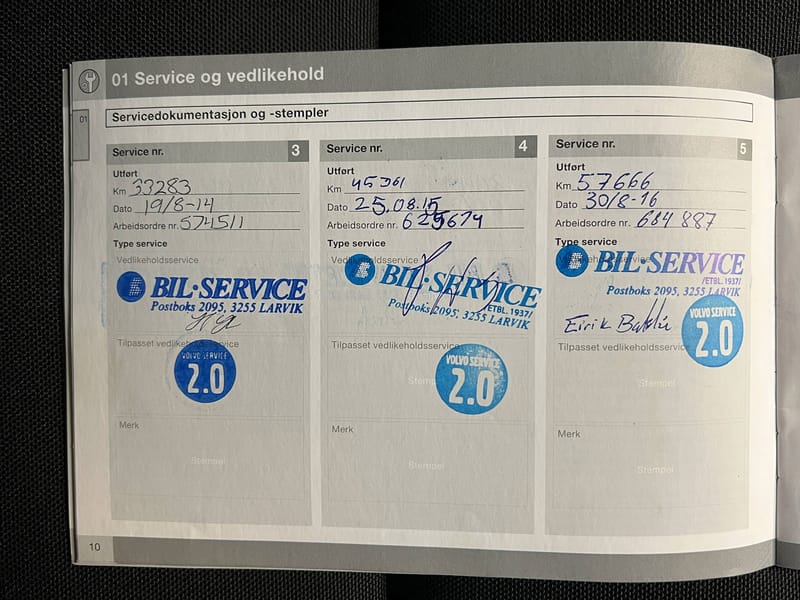 01 Service og vedlikehold
01
Servicedokumentasjon og -stempler
Service nr. 3
Utført
Km 33283
Dato 19/8-14
Arbeidsordre nr. 574511
Type service
Vedlikeholdsservice
BIL·SERVICE
Postboks 2095, 3255 LARVIK
Tilpasset vedlikeholdsservice
VOLVO SERVICE
2.0
Merk
Stempel
Service nr. 4
Utført
Km 45361
Dato 25.08.15
Arbeidsordre nr. 629674
Type service
Vedlikeholdsservice
BIL·SERVICE
/ETBL. 1937/
Postboks 2095, 3255 LARVIK
Tilpasset vedlikeholdsservice
Stempel
VOLVO SERVICE
2.0
Merk
Stempel
Service nr. 5
Utført
Km 57666
Dato 30/8-16
Arbeidsordre nr. 684 887
Type service
Vedlikeholdsservice
BIL·SERVICE
/ETBL. 1937/
Postboks 2095, 3255 LARVIK
Eirik
VOLVO SERVICE
2.0
Tilpasset vedlikeholdsservice
Stempel
Merk
Stempel
10